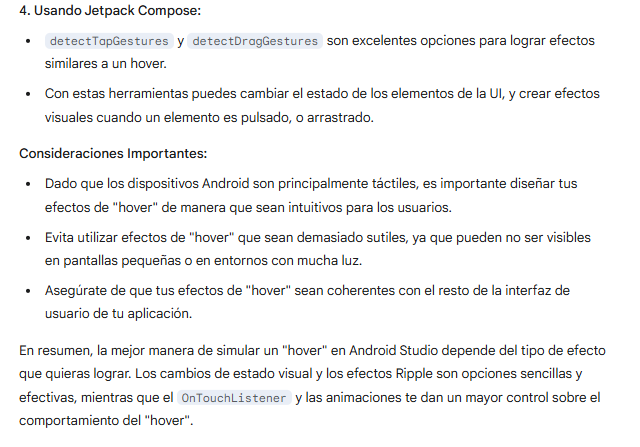 4. Usando Jetpack Compose:
• detectTapGestures y detectDragGestures son excelentes opciones para lograr efectos
similares a un hover.
• Con estas herramientas puedes cambiar el estado de los elementos de la UI, y crear efectos
visuales cuando un elemento es pulsado, o arrastrado.
Consideraciones Importantes:
• Dado que los dispositivos Android son principalmente táctiles, es importante diseñar tus
efectos de "hover" de manera que sean intuitivos para los usuarios.
• Evita utilizar efectos de "hover" que sean demasiado sutiles, ya que pueden no ser visibles
en pantallas pequeñas o en entornos con mucha luz.
• Asegúrate de que tus efectos de "hover" sean coherentes con el resto de la interfaz de
usuario de tu aplicación.
En resumen, la mejor manera de simular un "hover" en Android Studio depende del tipo de efecto
que quieras lograr. Los cambios de estado visual y los efectos Ripple son opciones sencillas y
efectivas, mientras que el OnTouchListener y las animaciones te dan un mayor control sobre el
comportamiento del "hover".